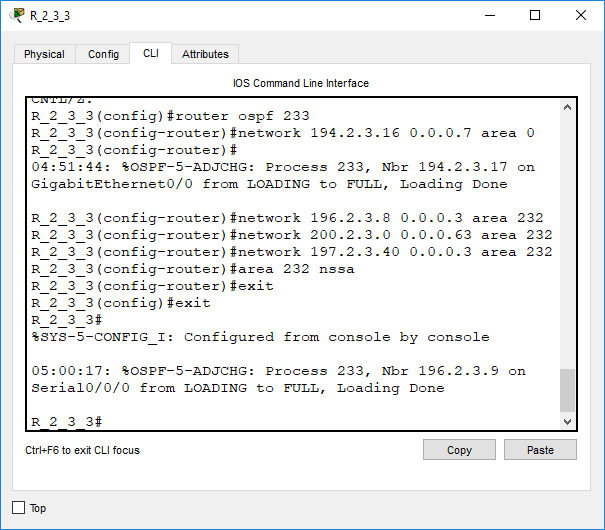 R_2_3_3
Physical Config CLI Attributes
IOS Command Line Interface
CNTL/Z.
R_2_3_3(config)#router ospf 233
R_2_3_3(config-router)#network 194.2.3.16 0.0.0.7 area 0
R_2_3_3(config-router)#
04:51:44: %OSPF-5-ADJCHG: Process 233, Nbr 194.2.3.17 on
GigabitEthernet0/0 from LOADING to FULL, Loading Done
R_2_3_3(config-router)#network 196.2.3.8 0.0.0.3 area 232
R_2_3_3(config-router)#network 200.2.3.0 0.0.0.63 area 232
R_2_3_3(config-router)#network 197.2.3.40 0.0.0.3 area 232
R_2_3_3(config-router)#area 232 nssa
R_2_3_3(config-router)#exit
R_2_3_3(config)#exit
R_2_3_3#
%SYS-5-CONFIG_I: Configured from console by console
05:00:17: %OSPF-5-ADJCHG: Process 233, Nbr 196.2.3.9 on
Serial0/0/0 from LOADING to FULL, Loading Done
R_2_3_3#
Ctrl+F6 to exit CLI focus
Copy Paste
Top